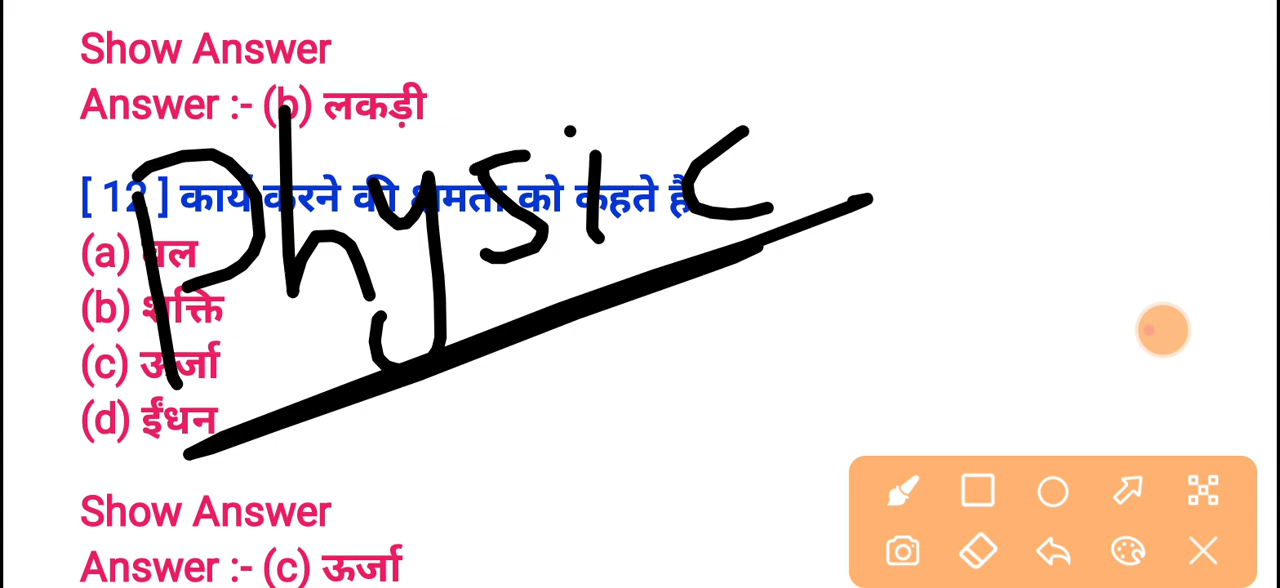 Show Answer
Answer :- (b) लकड़ी
[ 12 ] कार्य करने की क्षमता को कहते हैं
Physic
(a) बल
(b) शक्ति
(c) ऊर्जा
(d) ईंधन
Show Answer
Answer :- (c) ऊर्जा